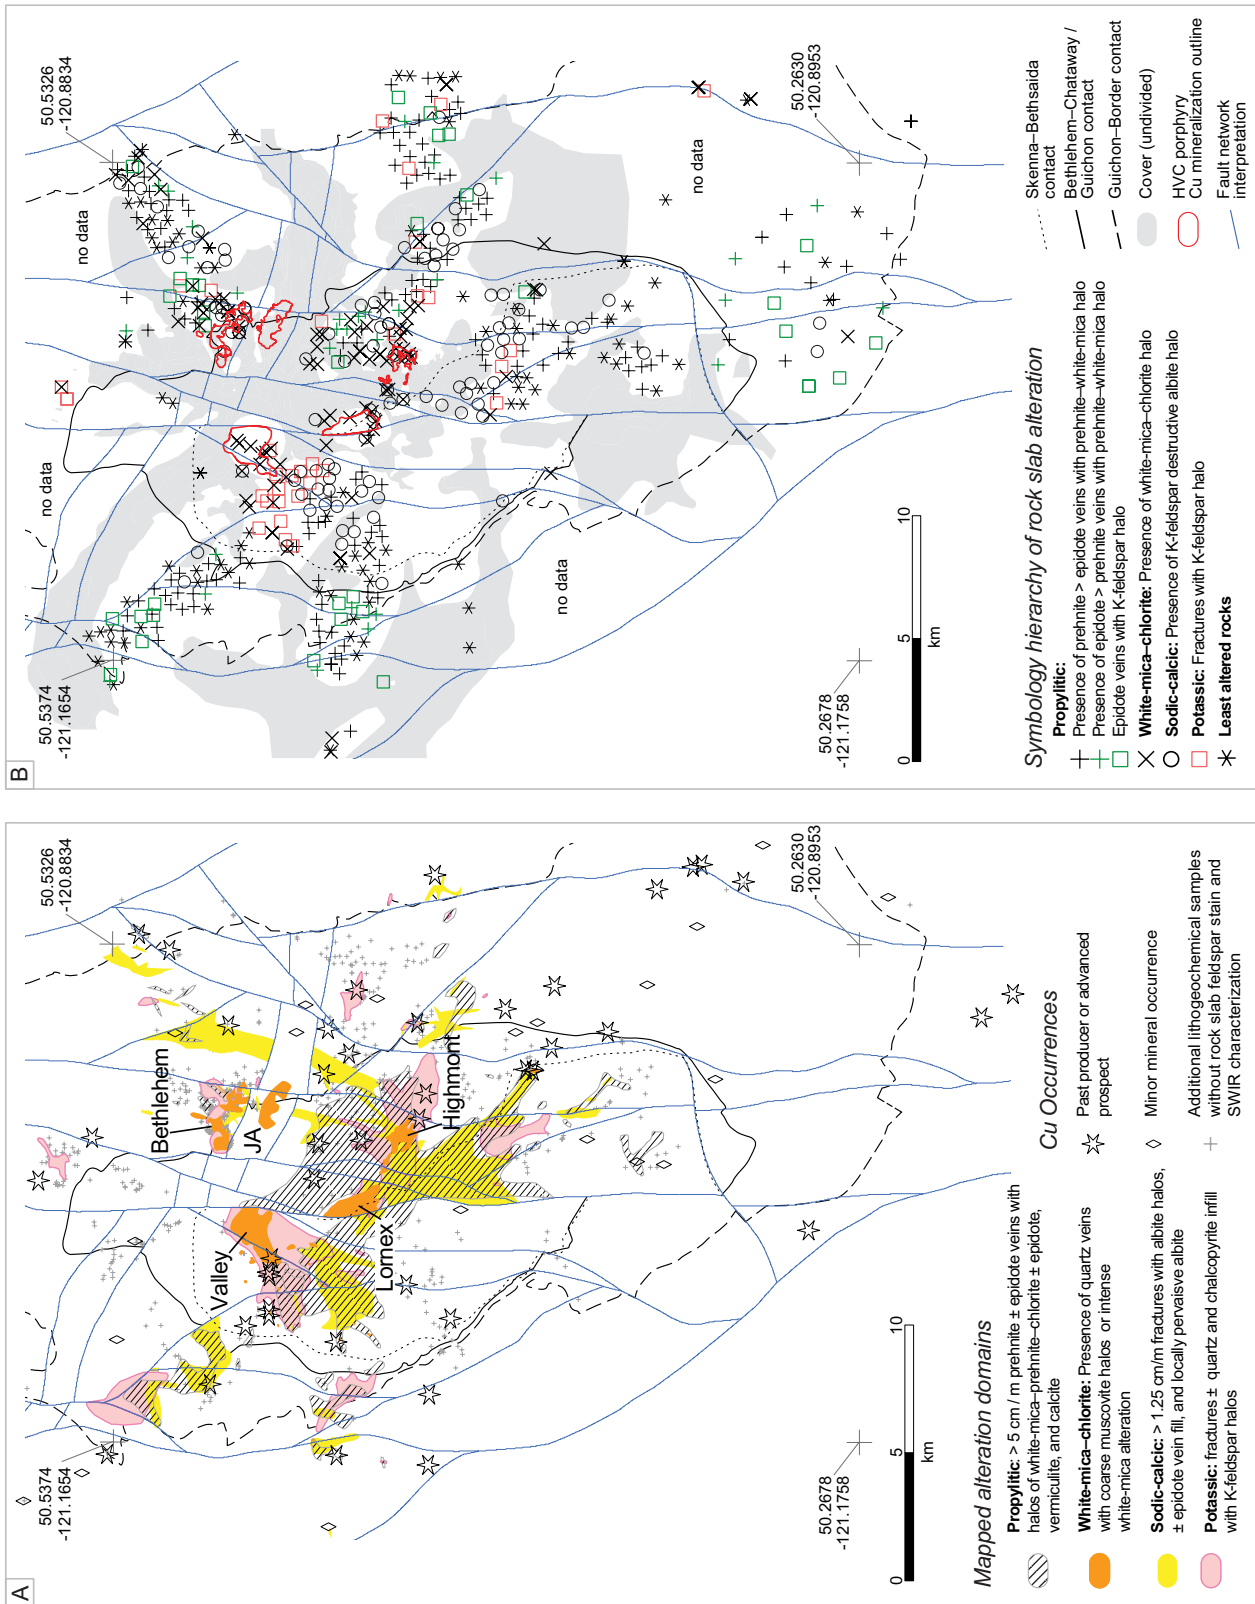 A
50.5374
-121.1654
50.5326
-120.8834
Bethlehem
JA
Valley
Lornex
Highmont
50.2678
-121.1758
50.2630
-120.8953
0
5
10
km
Mapped alteration domains
Propylitic: > 5 cm / m prehnite ± epidote veins with
halos of white-mica–prehnite–chlorite ± epidote,
vermiculite, and calcite
White-mica–chlorite: Presence of quartz veins
with coarse muscovite halos or intense
white-mica alteration
Sodic-calcic: > 1.25 cm/m fractures with albite halos,
± epidote vein fill, and locally pervaisve albite
Potassic: fractures ± quartz and chalcopyrite infill
with K-feldspar halos
Cu Occurrences
Past producer or advanced
prospect
Minor mineral occurrence
Additional lithogeochemical samples
without rock slab feldspar stain and
SWIR characterization
B
50.5374
-121.1654
50.5326
-120.8834
no data
no data
no data
no data
50.2678
-121.1758
50.2630
-120.8953
0
5
10
km
Symbology hierarchy of rock slab alteration
Propylitic:
Presence of prehnite > epidote veins with prehnite–white-mica halo
Presence of epidote > prehnite veins with prehnite–white-mica halo
Epidote veins with K-feldspar halo
White-mica–chlorite: Presence of white-mica–chlorite halo
Sodic-calcic: Presence of K-feldspar destructive albite halo
Potassic: Fractures with K-feldspar halo
Least altered rocks
Skenna–Bethsaida
contact
Bethlehem–Chataway /
Guichon contact
Guichon–Border contact
Cover (undivided)
HVC porphyry
Cu mineralization outline
Fault network
interpretation